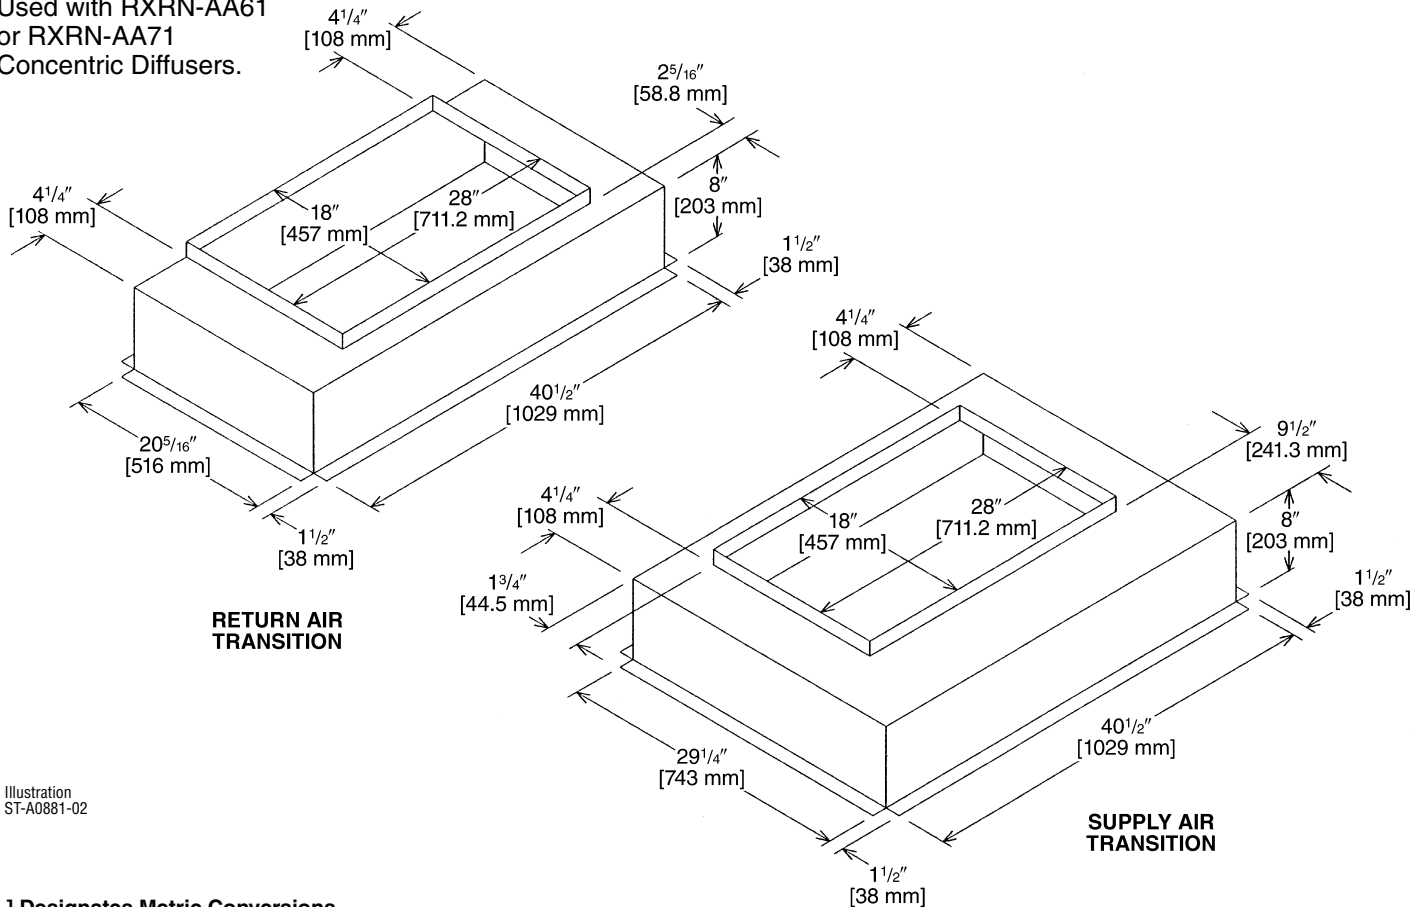 Used with RXRN-AA61
or RXRN-AA71
Concentric Diffusers.
4 1/4″
[108 mm]
2 5/16″
[58.8 mm]
4 1/4″
[108 mm]
18″
[457 mm]
28″
[711.2 mm]
8″
[203 mm]
1 1/2″
[38 mm]
40 1/2″
[1029 mm]
20 5/16″
[516 mm]
1 1/2″
[38 mm]
RETURN AIR
TRANSITION
4 1/4″
[108 mm]
9 1/2″
[241.3 mm]
4 1/4″
[108 mm]
18″
[457 mm]
28″
[711.2 mm]
8″
[203 mm]
1 3/4″
[44.5 mm]
1 1/2″
[38 mm]
40 1/2″
[1029 mm]
29 1/4″
[743 mm]
1 1/2″
[38 mm]
SUPPLY AIR
TRANSITION
Illustration
ST-A0881-02
] Designates Metric Conversions